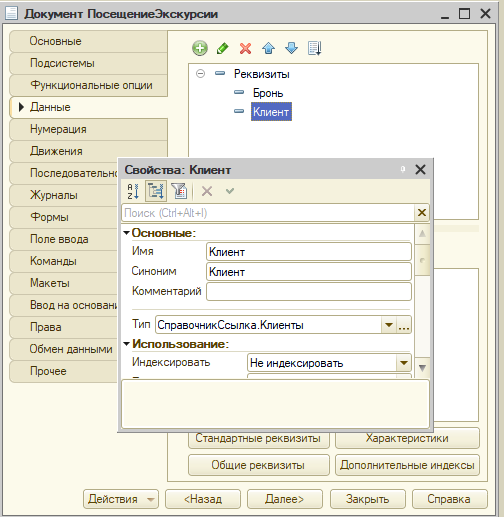 Документ ПосещениеЭкскурсии
Основные
Подсистемы
Функциональные опции
Данные
Нумерация
Движения
Последовательно
Журналы
Формы
Поле ввода
Команды
Макеты
Ввод на основани
Права
Обмен данными
Прочее
Реквизиты
Бронь
Клиент
Свойства: Клиент
Поиск (Ctrl+Alt+I)
Основные:
Имя
Клиент
Синоним
Клиент
Комментарий
Тип
СправочникСсылка.Клиенты
Использование:
Индексировать
Не индексировать
Стандартные реквизиты
Характеристики
Общие реквизиты
Дополнительные индексы
Действия
<Назад
Далее>
Закрыть
Справка